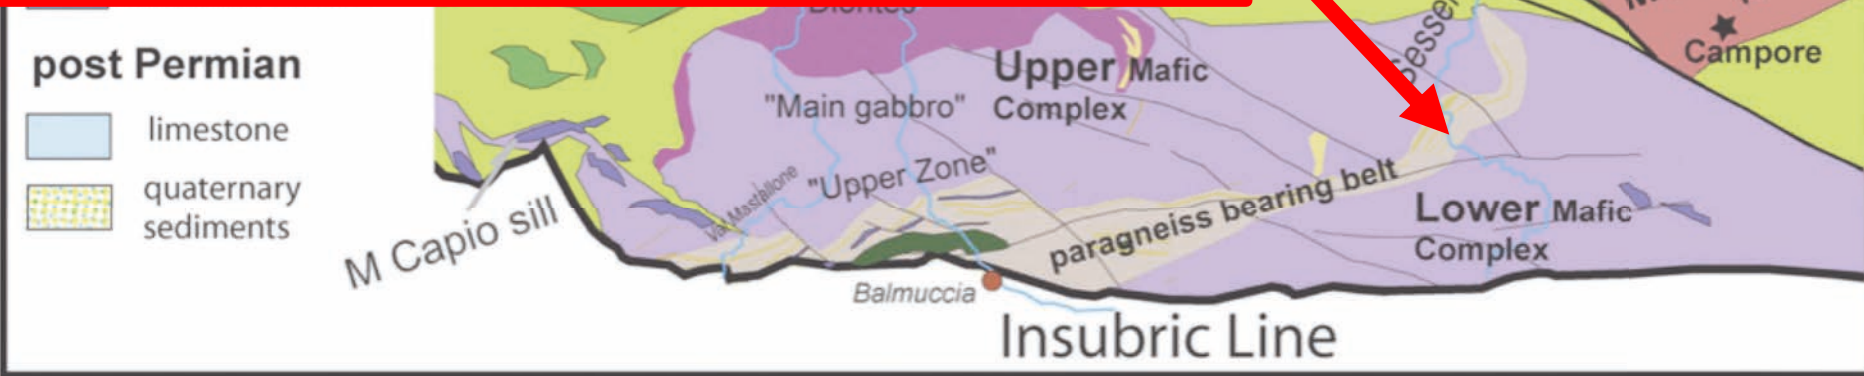 Diorites
post Permian
limestone
quaternary
sediments
M Capio sill
Val Mastallone
"Main gabbro"
"Upper Zone"
Upper Mafic
Complex
paragneiss bearing belt
Lower Mafic
Complex
Campore
Balmuccia
Insubric Line